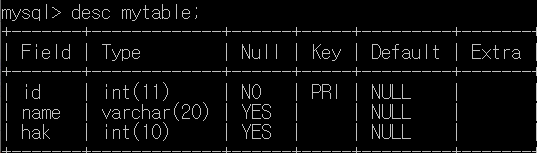 mysql> desc mytable;
+-------+-------------+------+-----+---------+-------+
| Field | Type        | Null | Key | Default | Extra |
+-------+-------------+------+-----+---------+-------+
| id    | int(11)     | NO   | PRI | NULL    |       |
| name  | varchar(20) | YES  |     | NULL    |       |
| hak   | int(10)     | YES  |     | NULL    |       |
+-------+-------------+------+-----+---------+-------+